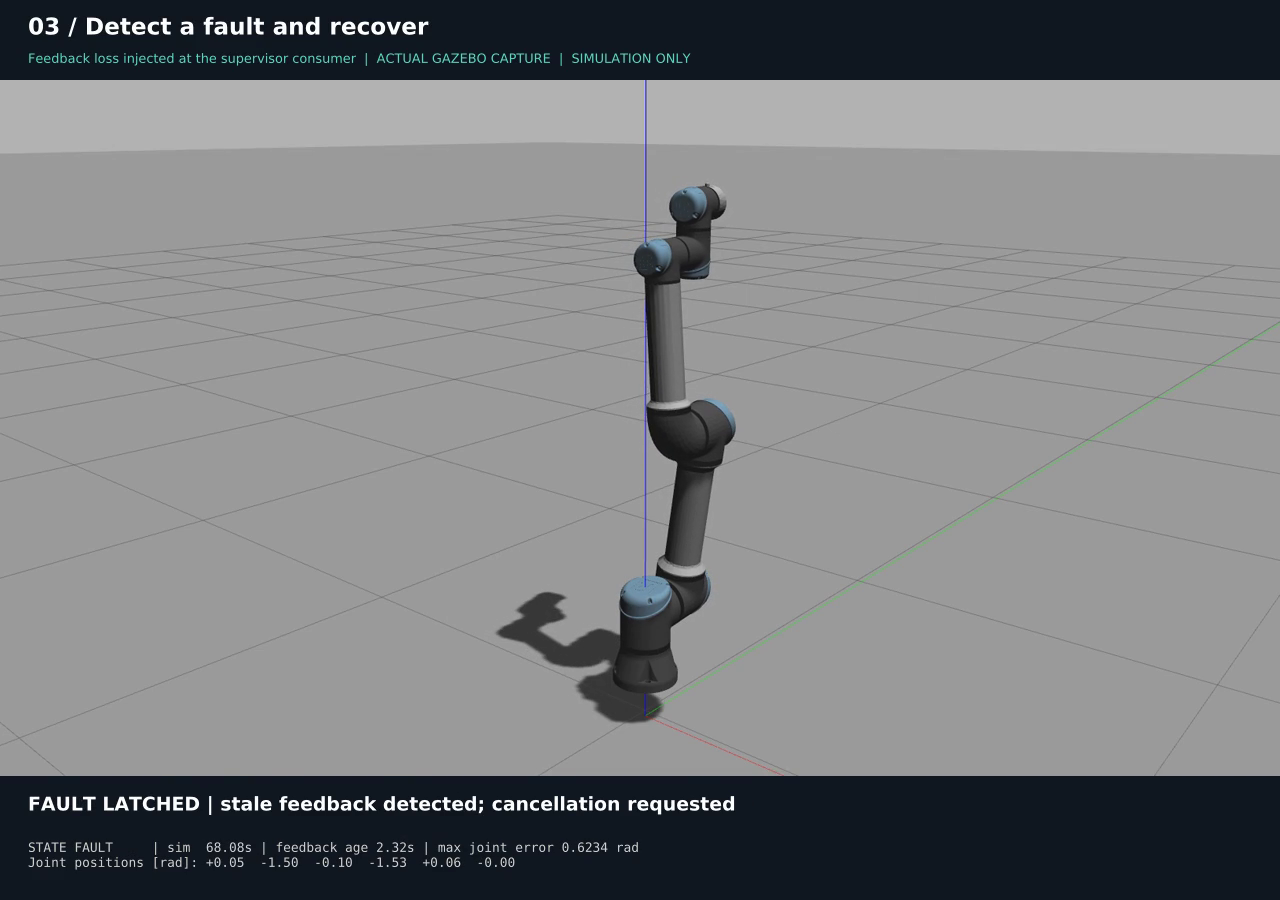 03 / Detect a fault and recover
Feedback loss injected at the supervisor consumer | ACTUAL GAZEBO CAPTURE | SIMULATION ONLY
FAULT LATCHED | stale feedback detected; cancellation requested
STATE FAULT     | sim  68.08s | feedback age 2.32s | max joint error 0.6234 rad
Joint positions [rad]: +0.05  -1.50  -0.10  -1.53  +0.06  -0.00